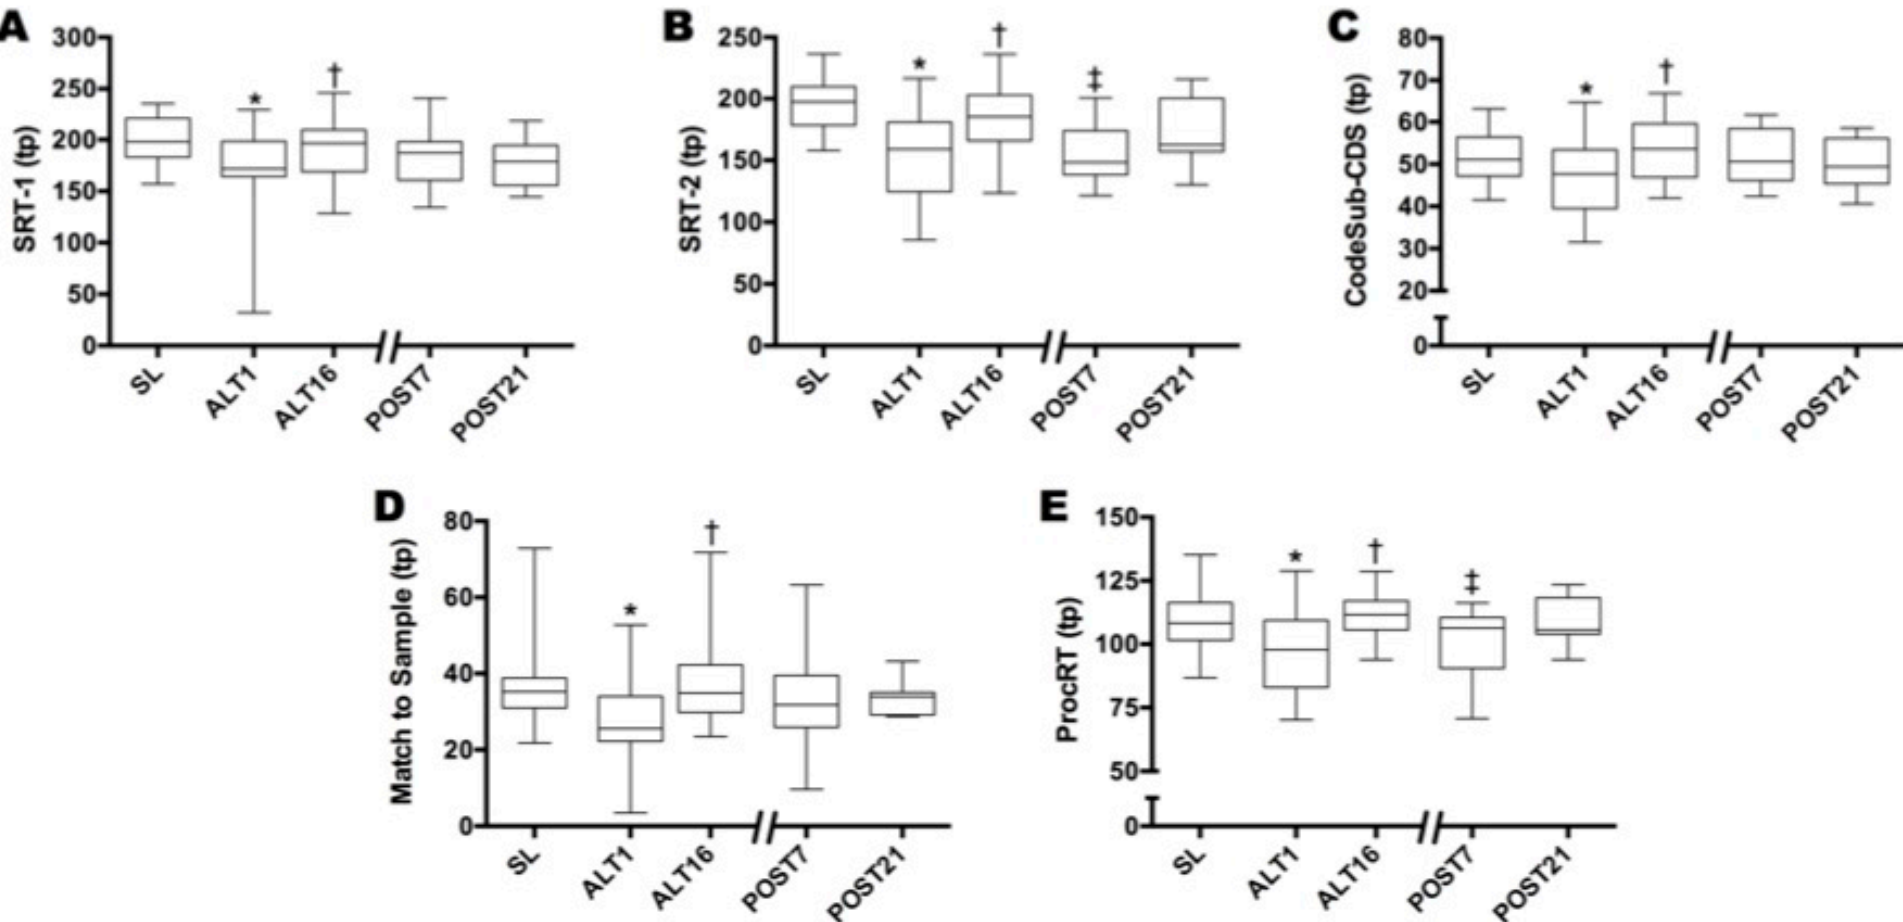 A
SRT-1 (tp)
300
250
200
150
100
50
0
*
†
SL
ALT1
ALT16
POST7
POST21
B
SRT-2 (tp)
250
200
150
100
50
0
*
†
‡
SL
ALT1
ALT16
POST7
POST21
C
CodeSub-CDS (tp)
80
70
60
50
40
30
20
0
*
†
SL
ALT1
ALT16
POST7
POST21
D
Match to Sample (tp)
80
60
40
20
0
*
†
SL
ALT1
ALT16
POST7
POST21
E
ProcRT (tp)
150
125
100
75
50
0
*
†
‡
SL
ALT1
ALT16
POST7
POST21